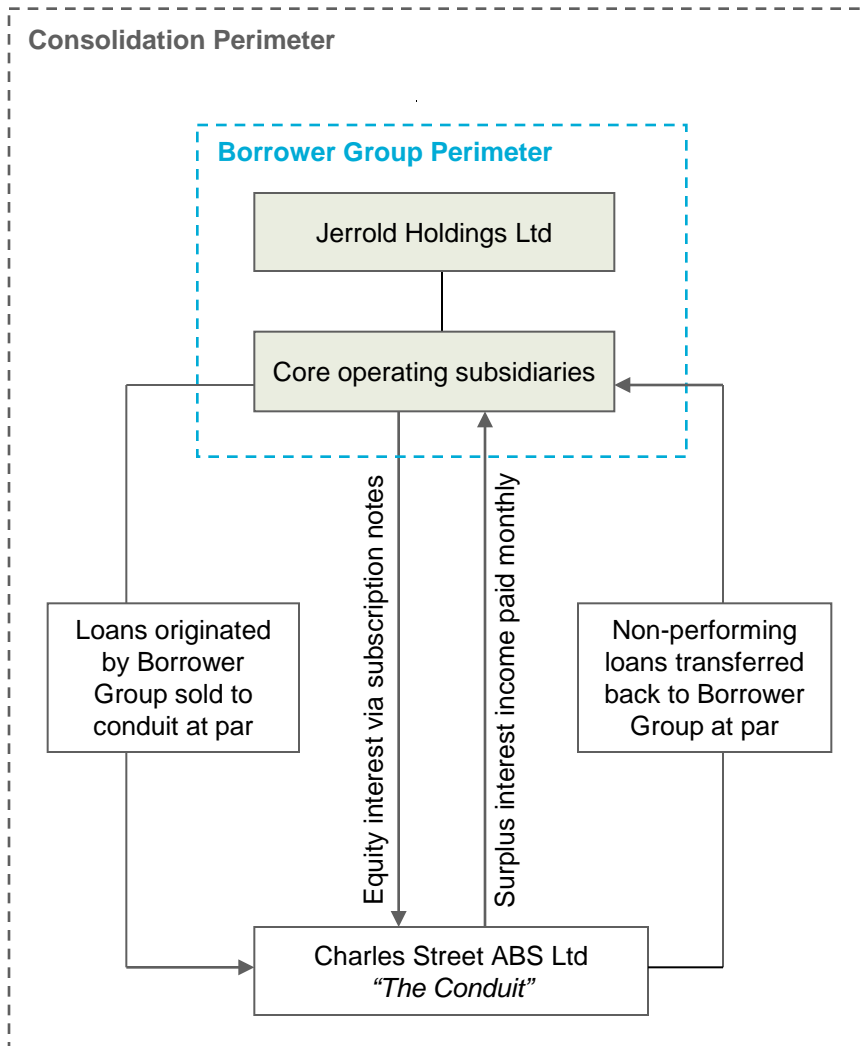 Consolidation Perimeter
Borrower Group Perimeter
Jerrold Holdings Ltd
Core operating subsidiaries
Equity interest via subscription notes
Surplus interest income paid monthly
Loans originated
by Borrower
Group sold to
conduit at par
Non-performing
loans transferred
back to Borrower
Group at par
Charles Street ABS Ltd
“The Conduit”